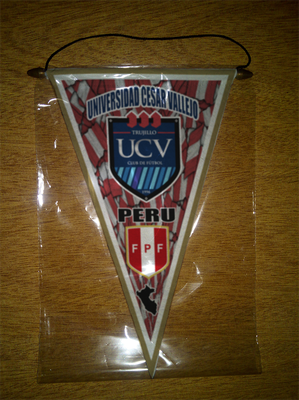 UNIVERSIDAD CESAR VALLEJO
TRUJILLO
UCV
CLUB DE FUTBOL
PERU
FPF